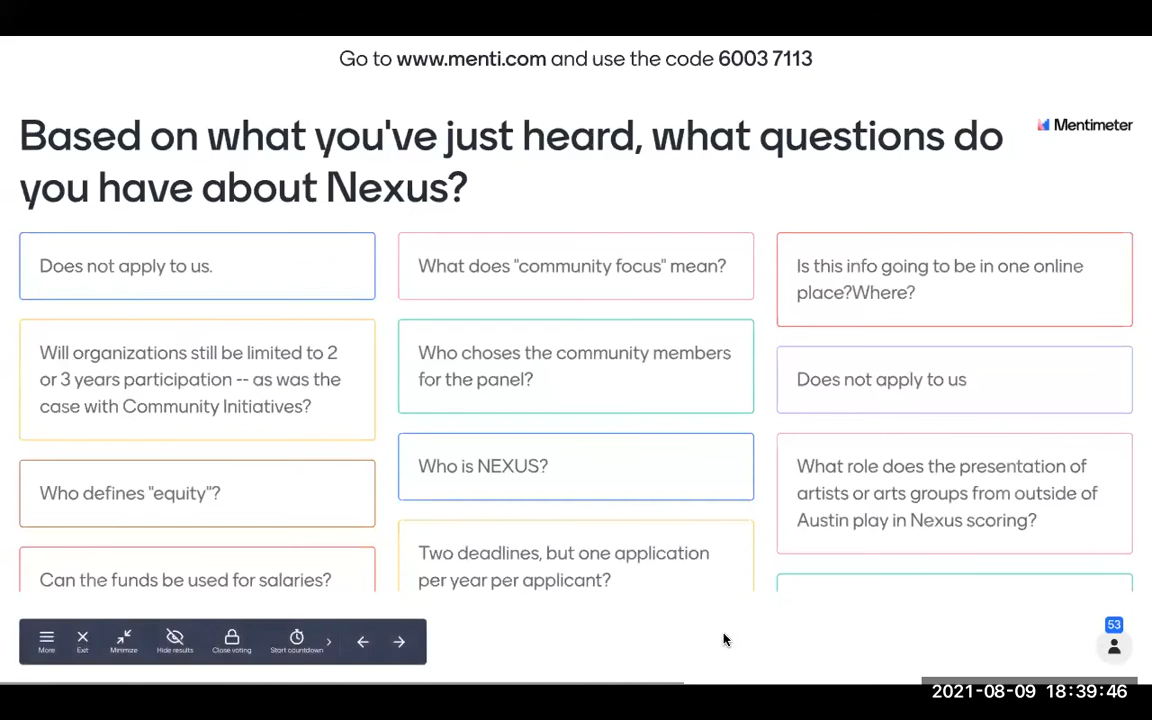 Go to www.menti.com and use the code 6003 7113
Based on what you've just heard, what questions do
you have about Nexus?
Mentimeter
Does not apply to us.
Will organizations still be limited to 2
or 3 years participation -- as was the
case with Community Initiatives?
Who defines "equity"?
Can the funds be used for salaries?
What does "community focus" mean?
Who choses the community members
for the panel?
Who is NEXUS?
Two deadlines, but one application
per year per applicant?
Is this info going to be in one online
place?Where?
Does not apply to us
What role does the presentation of
artists or arts groups from outside of
Austin play in Nexus scoring?
More
Exit
Minimize
Hide results
Close voting
Start countdown
53
2021-08-09 18:39:46